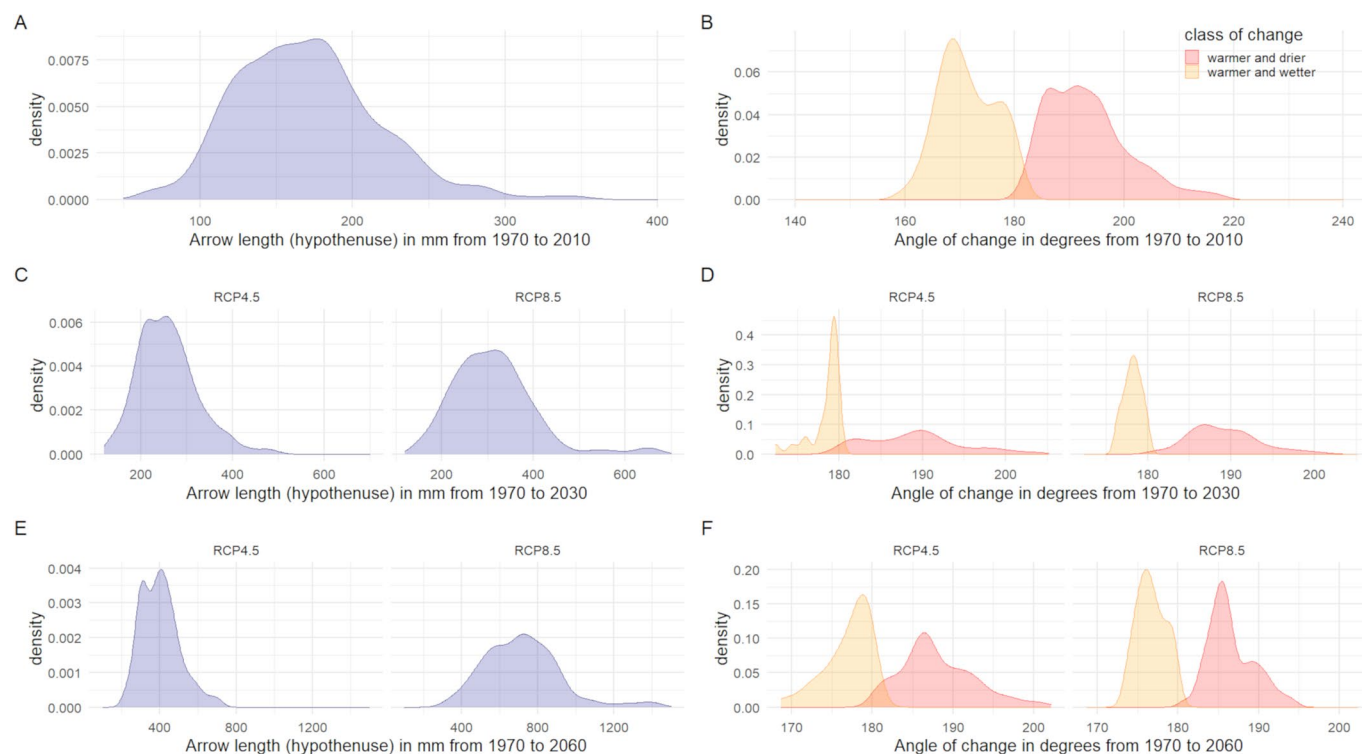 A
density
0.0075
0.0050
0.0025
0.0000
100 200 300 400
Arrow length (hypothenuse) in mm from 1970 to 2010
B
class of change
warmer and drier
warmer and wetter
density
0.06
0.04
0.02
0.00
140 160 180 200 220 240
Angle of change in degrees from 1970 to 2010
C
RCP4.5 RCP8.5
density
0.006
0.004
0.002
0.000
200 400 600 200 400 600
Arrow length (hypothenuse) in mm from 1970 to 2030
D
RCP4.5 RCP8.5
density
0.4
0.3
0.2
0.1
0.0
180 190 200 180 190 200
Angle of change in degrees from 1970 to 2030
E
RCP4.5 RCP8.5
density
0.004
0.003
0.002
0.001
0.000
400 800 1200 400 800 1200
Arrow length (hypothenuse) in mm from 1970 to 2060
F
RCP4.5 RCP8.5
density
0.20
0.15
0.10
0.05
0.00
170 180 190 200 170 180 190 200
Angle of change in degrees from 1970 to 2060